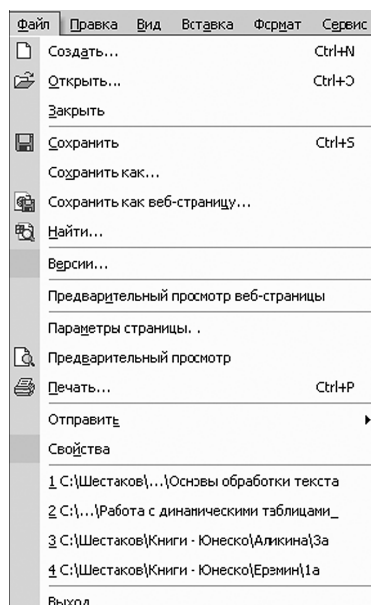 Файл Правка Вид Вставка Формат Сервис
Создать... Ctrl+N
Открыть... Ctrl+O
Закрыть
Сохранить Ctrl+S
Сохранить как...
Сохранить как веб-страницу...
Найти...
Версии...
Предварительный просмотр веб-страницы
Параметры страницы. .
Предварительный просмотр
Печать... Ctrl+P
Отправить
Свойства
1 C:\Шестаков\...\Основы обработки текста
2 C:\...\Работа с динамическими таблицами_
3 C:\Шестаков\Книги - Юнеско\Аликина\3а
4 C:\Шестаков\Книги - Юнеско\Еремин\1а
Выход